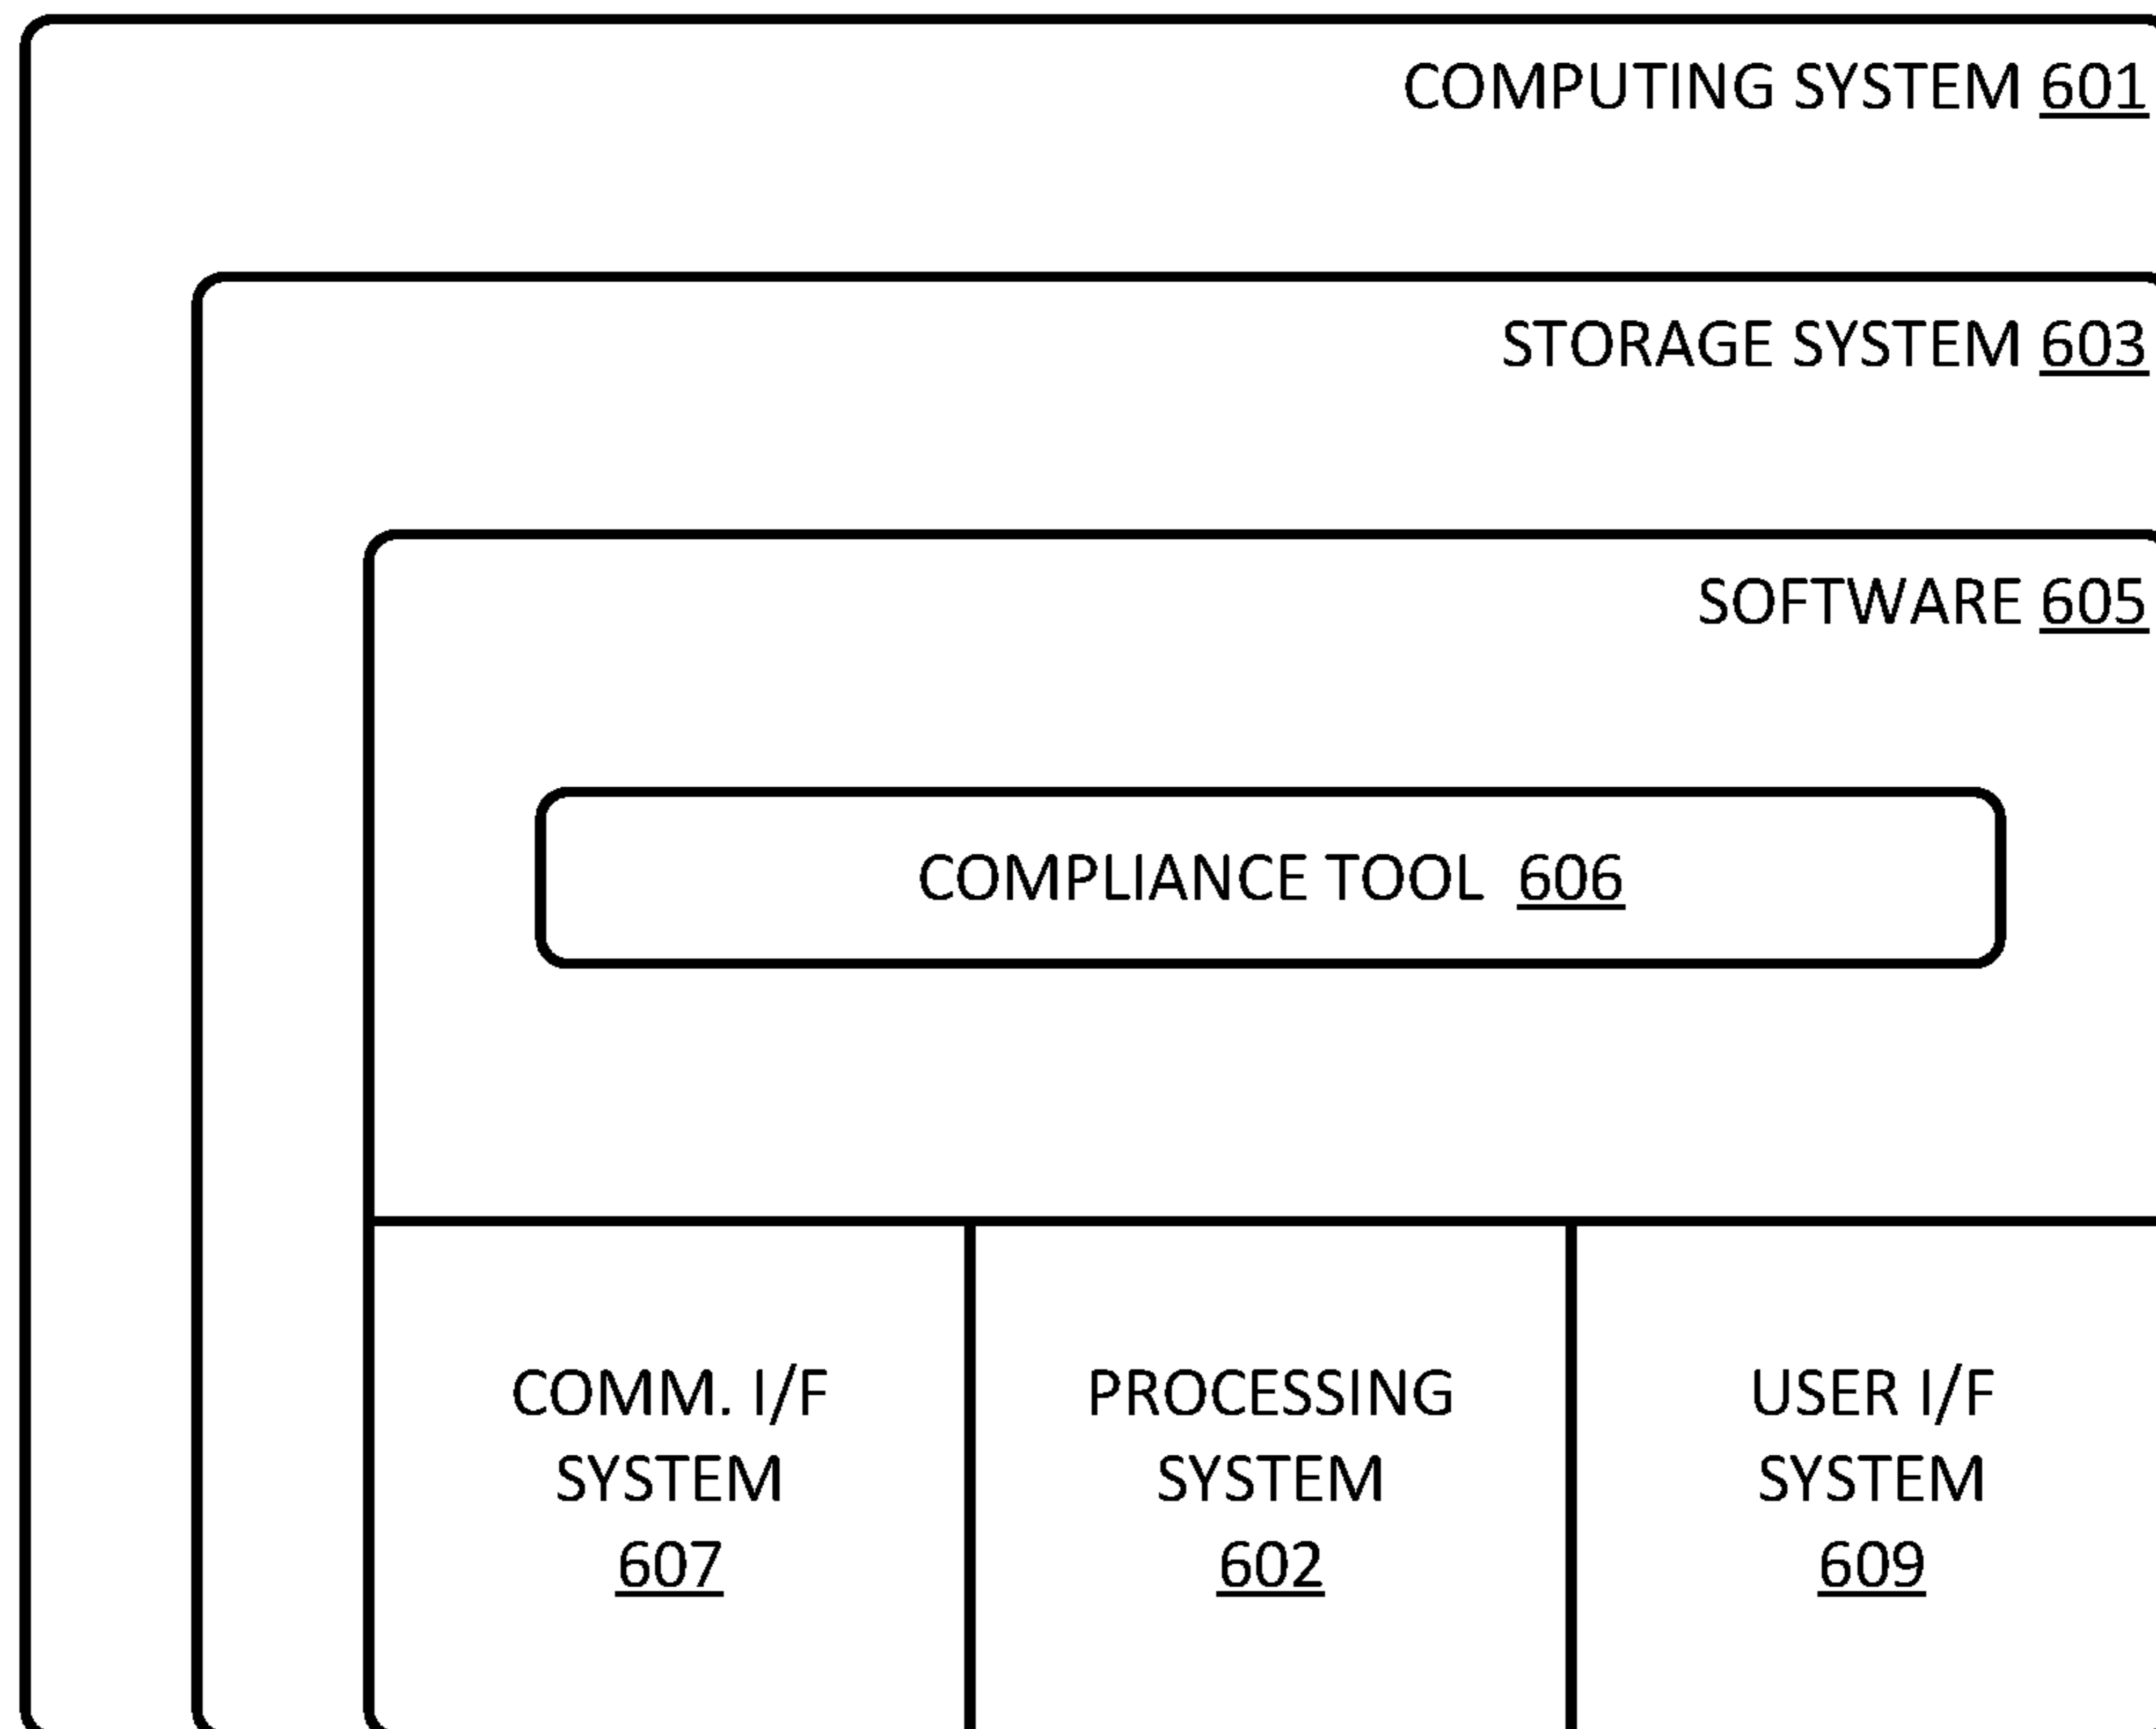 COMPUTING SYSTEM 601
STORAGE SYSTEM 603
SOFTWARE 605
COMPLIANCE TOOL 606
COMM. I/F
SYSTEM
607
PROCESSING
SYSTEM
602
USER I/F
SYSTEM
609